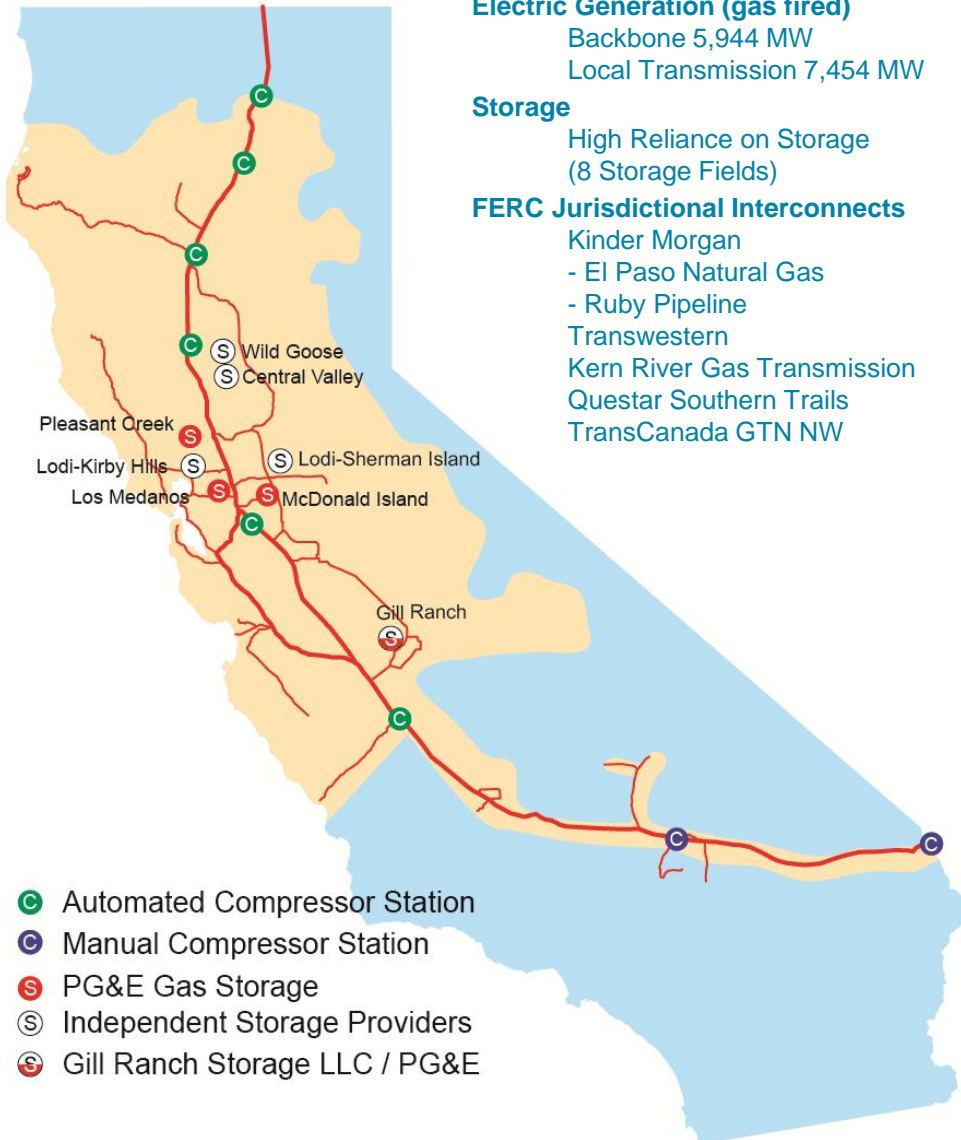 Electric Generation (gas fired)
Backbone 5,944 MW
Local Transmission 7,454 MW
Storage
High Reliance on Storage
(8 Storage Fields)
FERC Jurisdictional Interconnects
Kinder Morgan
- El Paso Natural Gas
- Ruby Pipeline
Transwestern
Kern River Gas Transmission
Questar Southern Trails
TransCanada GTN NW
C
C
C
C
S Wild Goose
S Central Valley
Pleasant Creek S
Lodi-Kirby Hills S
S Lodi-Sherman Island
Los Medanos S
S McDonald Island
C
Gill Ranch
S
C
C
C
C Automated Compressor Station
C Manual Compressor Station
S PG&E Gas Storage
S Independent Storage Providers
S Gill Ranch Storage LLC / PG&E